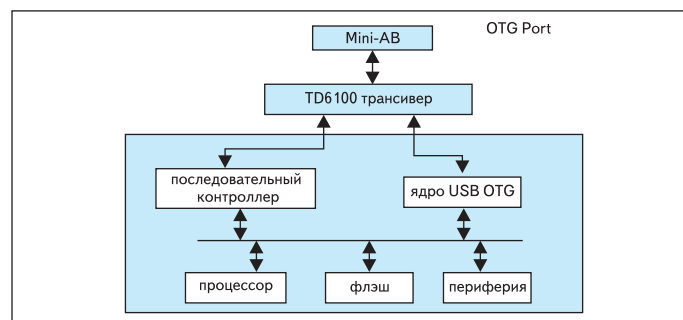 OTG Port
Mini-AB
TD6100 трансивер
последовательный
контроллер
ядро USB OTG
процессор
флэш
периферия